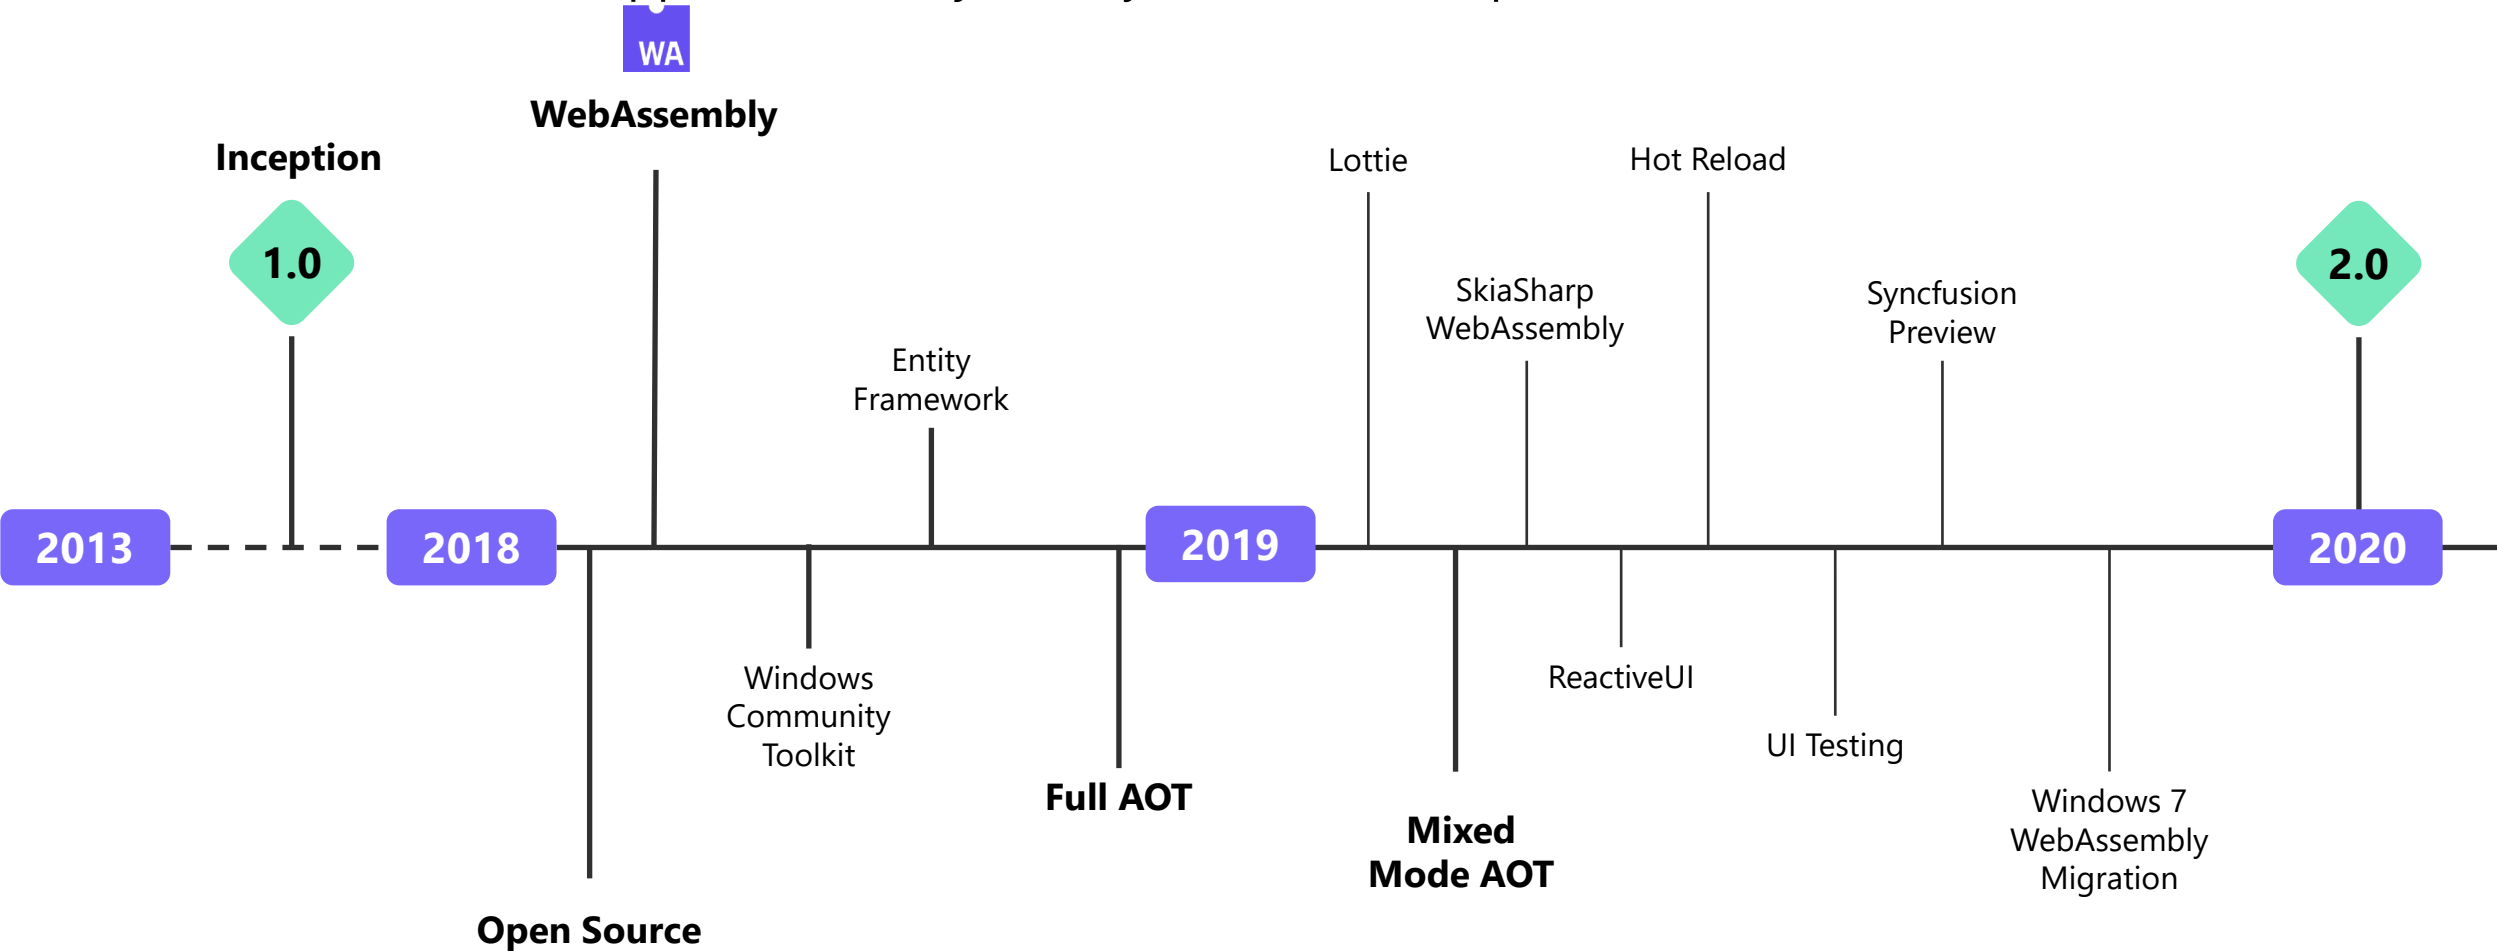 WA
WebAssembly
Inception
Lottie
Hot Reload
1.0
2.0
SkiaSharp
WebAssembly
Syncfusion
Preview
Entity
Framework
2013
2018
2019
2020
Windows
Community
Toolkit
ReactiveUI
UI Testing
Full AOT
Mixed
Mode AOT
Windows 7
WebAssembly
Migration
Open Source